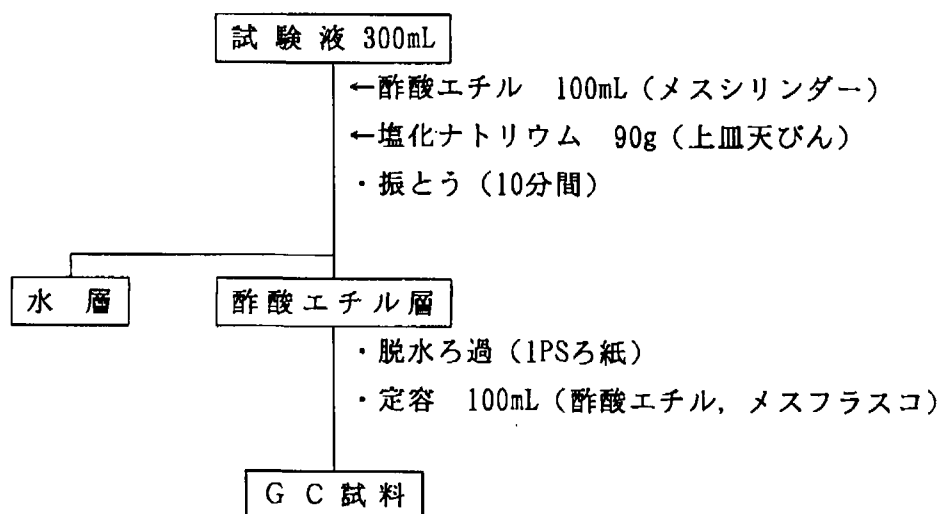 試験液 300mL
←酢酸エチル 100mL（メスシリンダー）
←塩化ナトリウム 90g（上皿天びん）
・振とう（10分間）
水層
酢酸エチル層
・脱水ろ過（1PSろ紙）
・定容 100mL（酢酸エチル，メスフラスコ）
GC試料